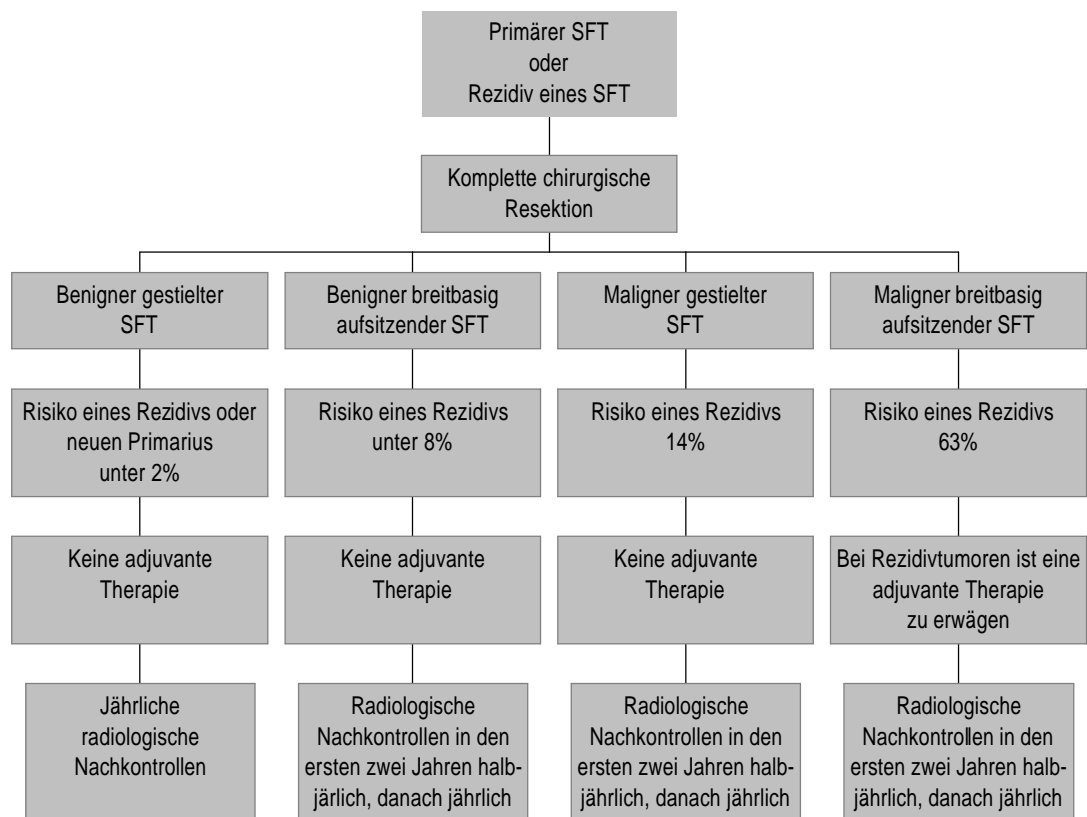 Primärer SFT
oder
Rezidiv eines SFT
Komplette chirurgische
Resektion
Benigner gestielter
SFT
Benigner breitbasig
aufsitzender SFT
Maligner gestielter
SFT
Maligner breitbasig
aufsitzender SFT
Risiko eines Rezidivs oder
neuen Primarius
unter 2%
Risiko eines Rezidivs
unter 8%
Risiko eines Rezidivs
14%
Risiko eines Rezidivs
63%
Keine adjuvante
Therapie
Keine adjuvante
Therapie
Keine adjuvante
Therapie
Bei Rezidivtumoren ist eine
adjuvante Therapie
zu erwägen
Jährliche
radiologische
Nachkontrollen
Radiologische
Nachkontrollen in den
ersten zwei Jahren halb-
järlich, danach jährlich
Radiologische
Nachkontrollen in den
ersten zwei Jahren halb-
jährlich, danach jährlich
Radiologische
Nachkontrollen in den
ersten zwei Jahren halb-
jährlich, danach jährlich